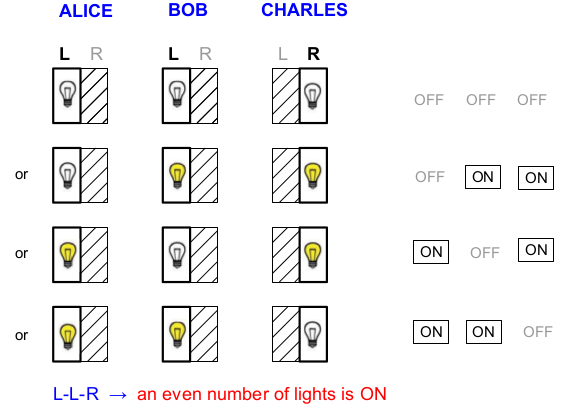 ALICE BOB CHARLES
L R L R L R
OFF OFF OFF
or OFF ON ON
or ON OFF ON
or ON ON OFF
L-L-R → an even number of lights is ON